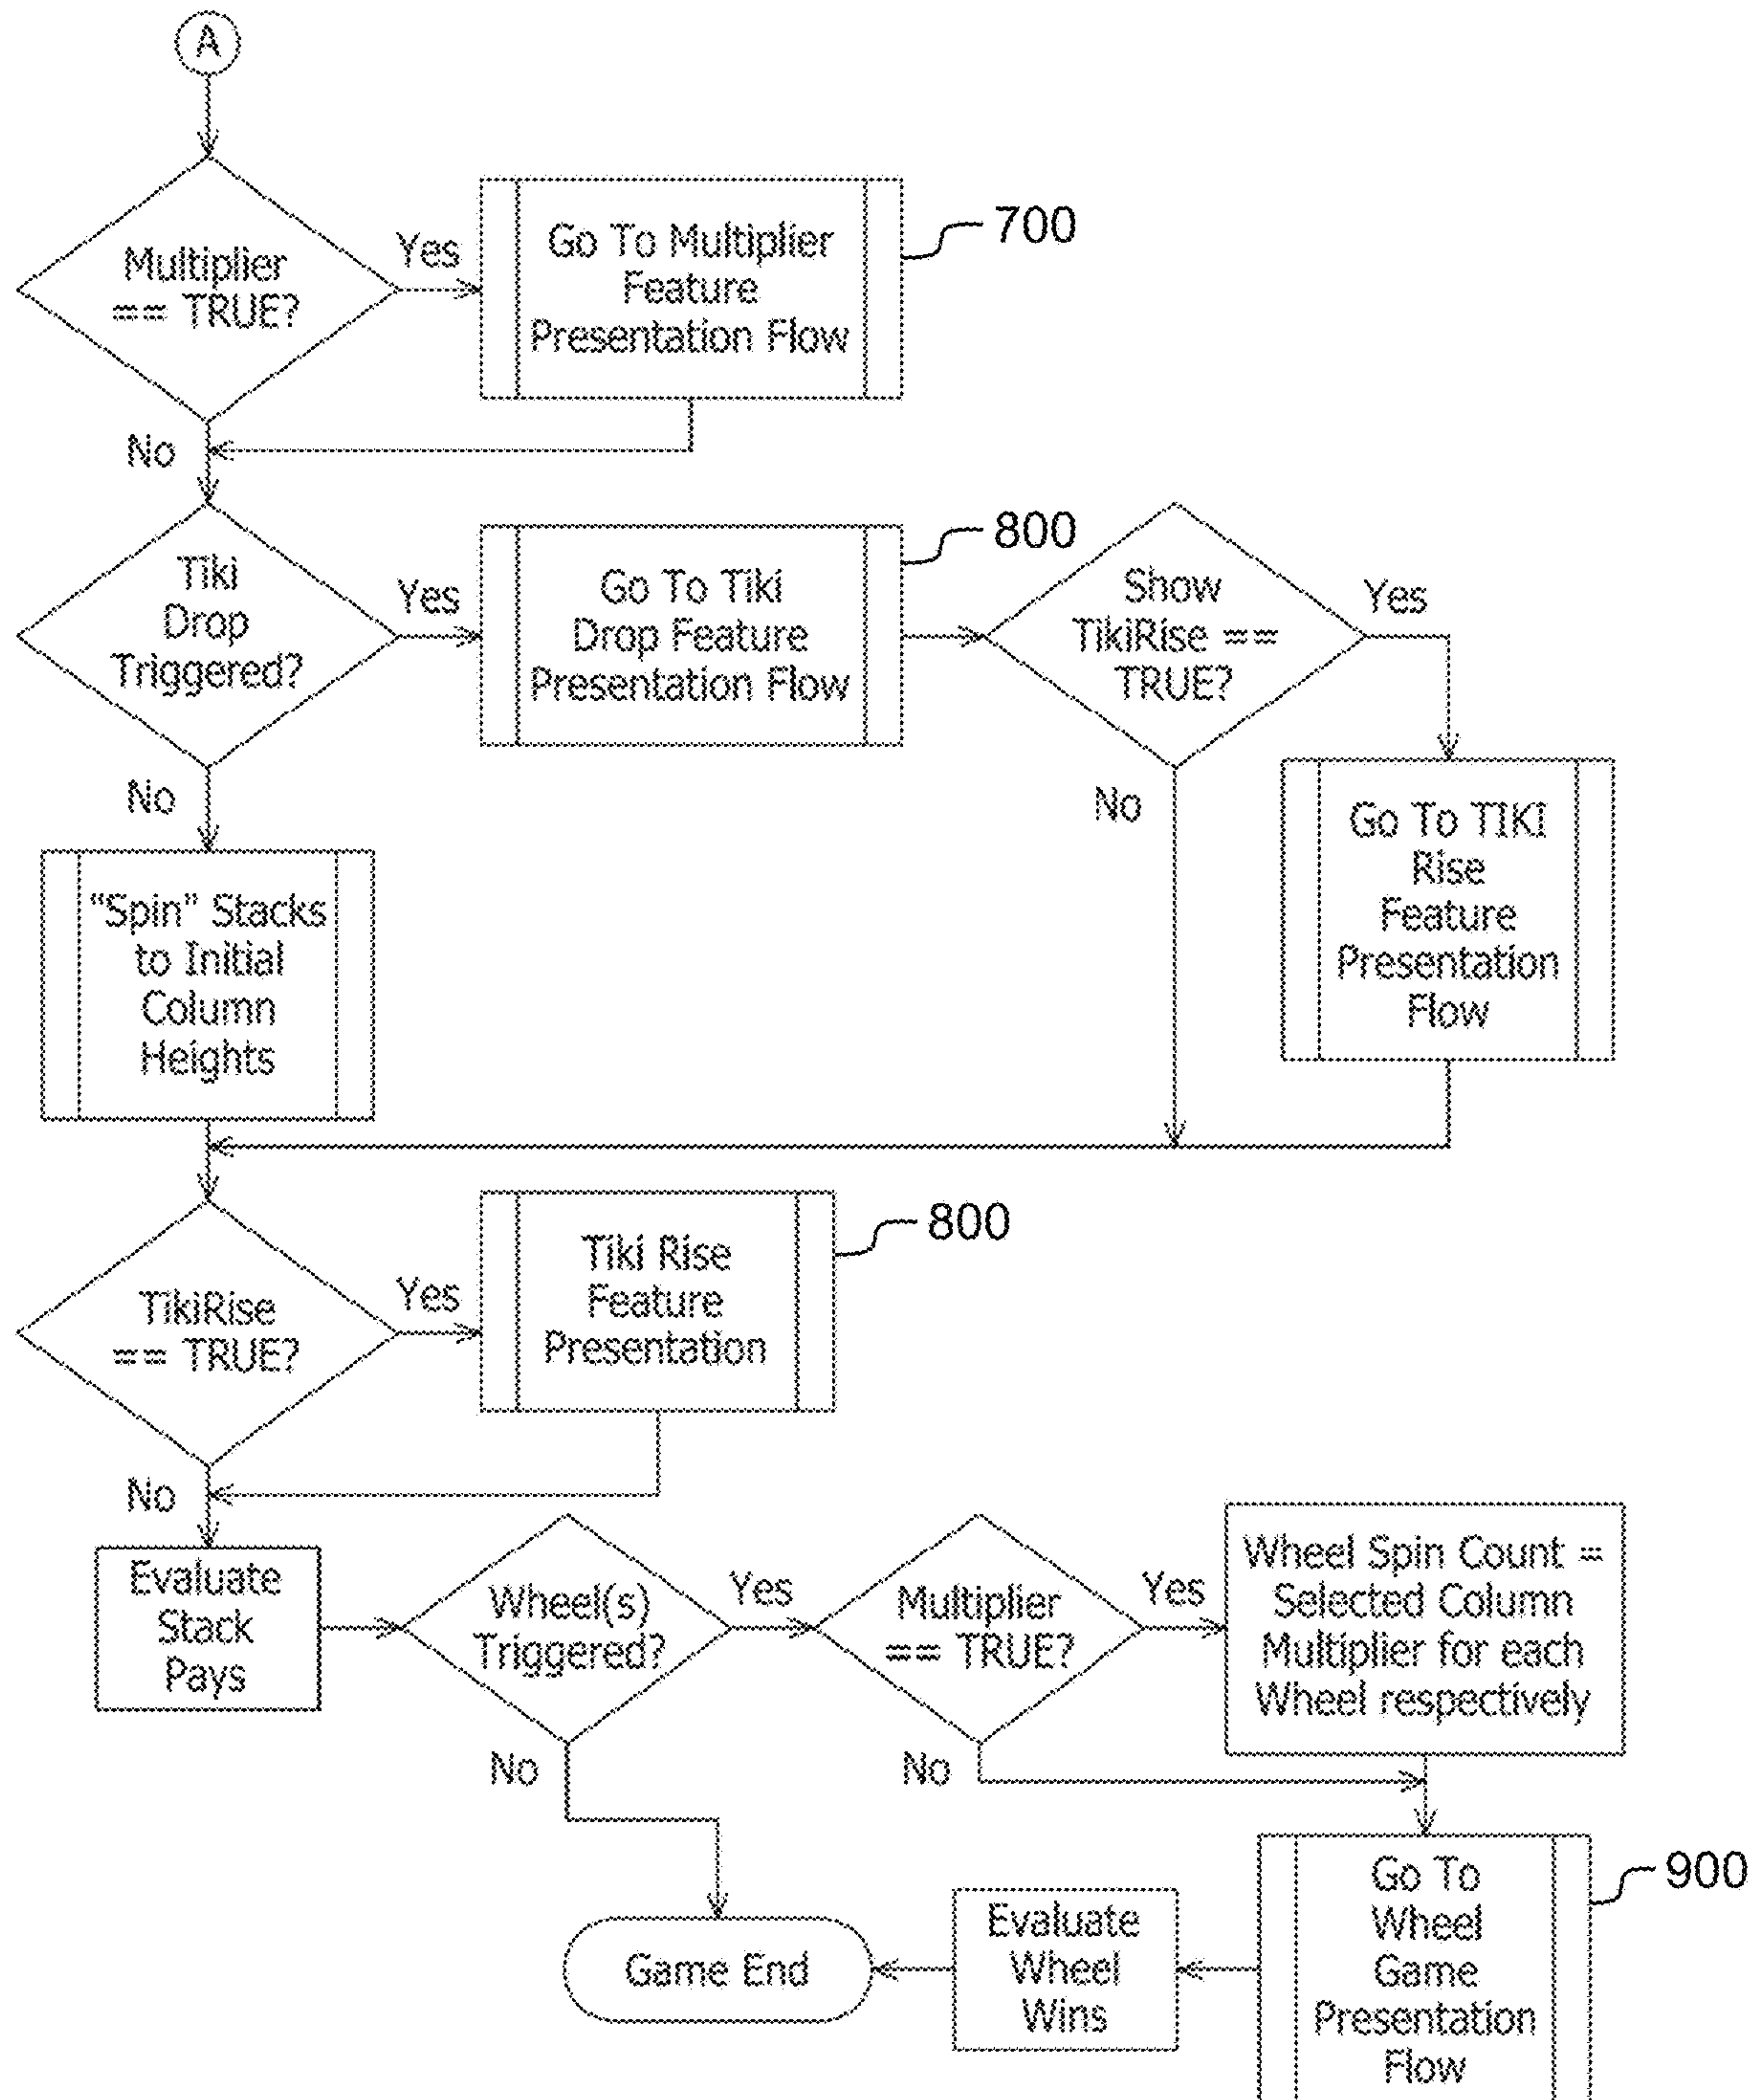 A
Multiplier
== TRUE?
Yes
Go To Multiplier
Feature
Presentation Flow
700
No
Tiki
Drop
Triggered?
Yes
Go To Tiki
Drop Feature
Presentation Flow
800
Show
TikiRise ==
TRUE?
Yes
No
No
Go To TIKI
Rise
Feature
Presentation
Flow
"Spin" Stacks
to Initial
Column
Heights
TikiRise
== TRUE?
Yes
Tiki Rise
Feature
Presentation
800
No
Evaluate
Stack
Pays
Wheel(s)
Triggered?
Yes
Multiplier
== TRUE?
Yes
Wheel Spin Count =
Selected Column
Multiplier for each
Wheel respectively
No
No
Go To
Wheel
Game
Presentation
Flow
900
Evaluate
Wheel
Wins
Game End